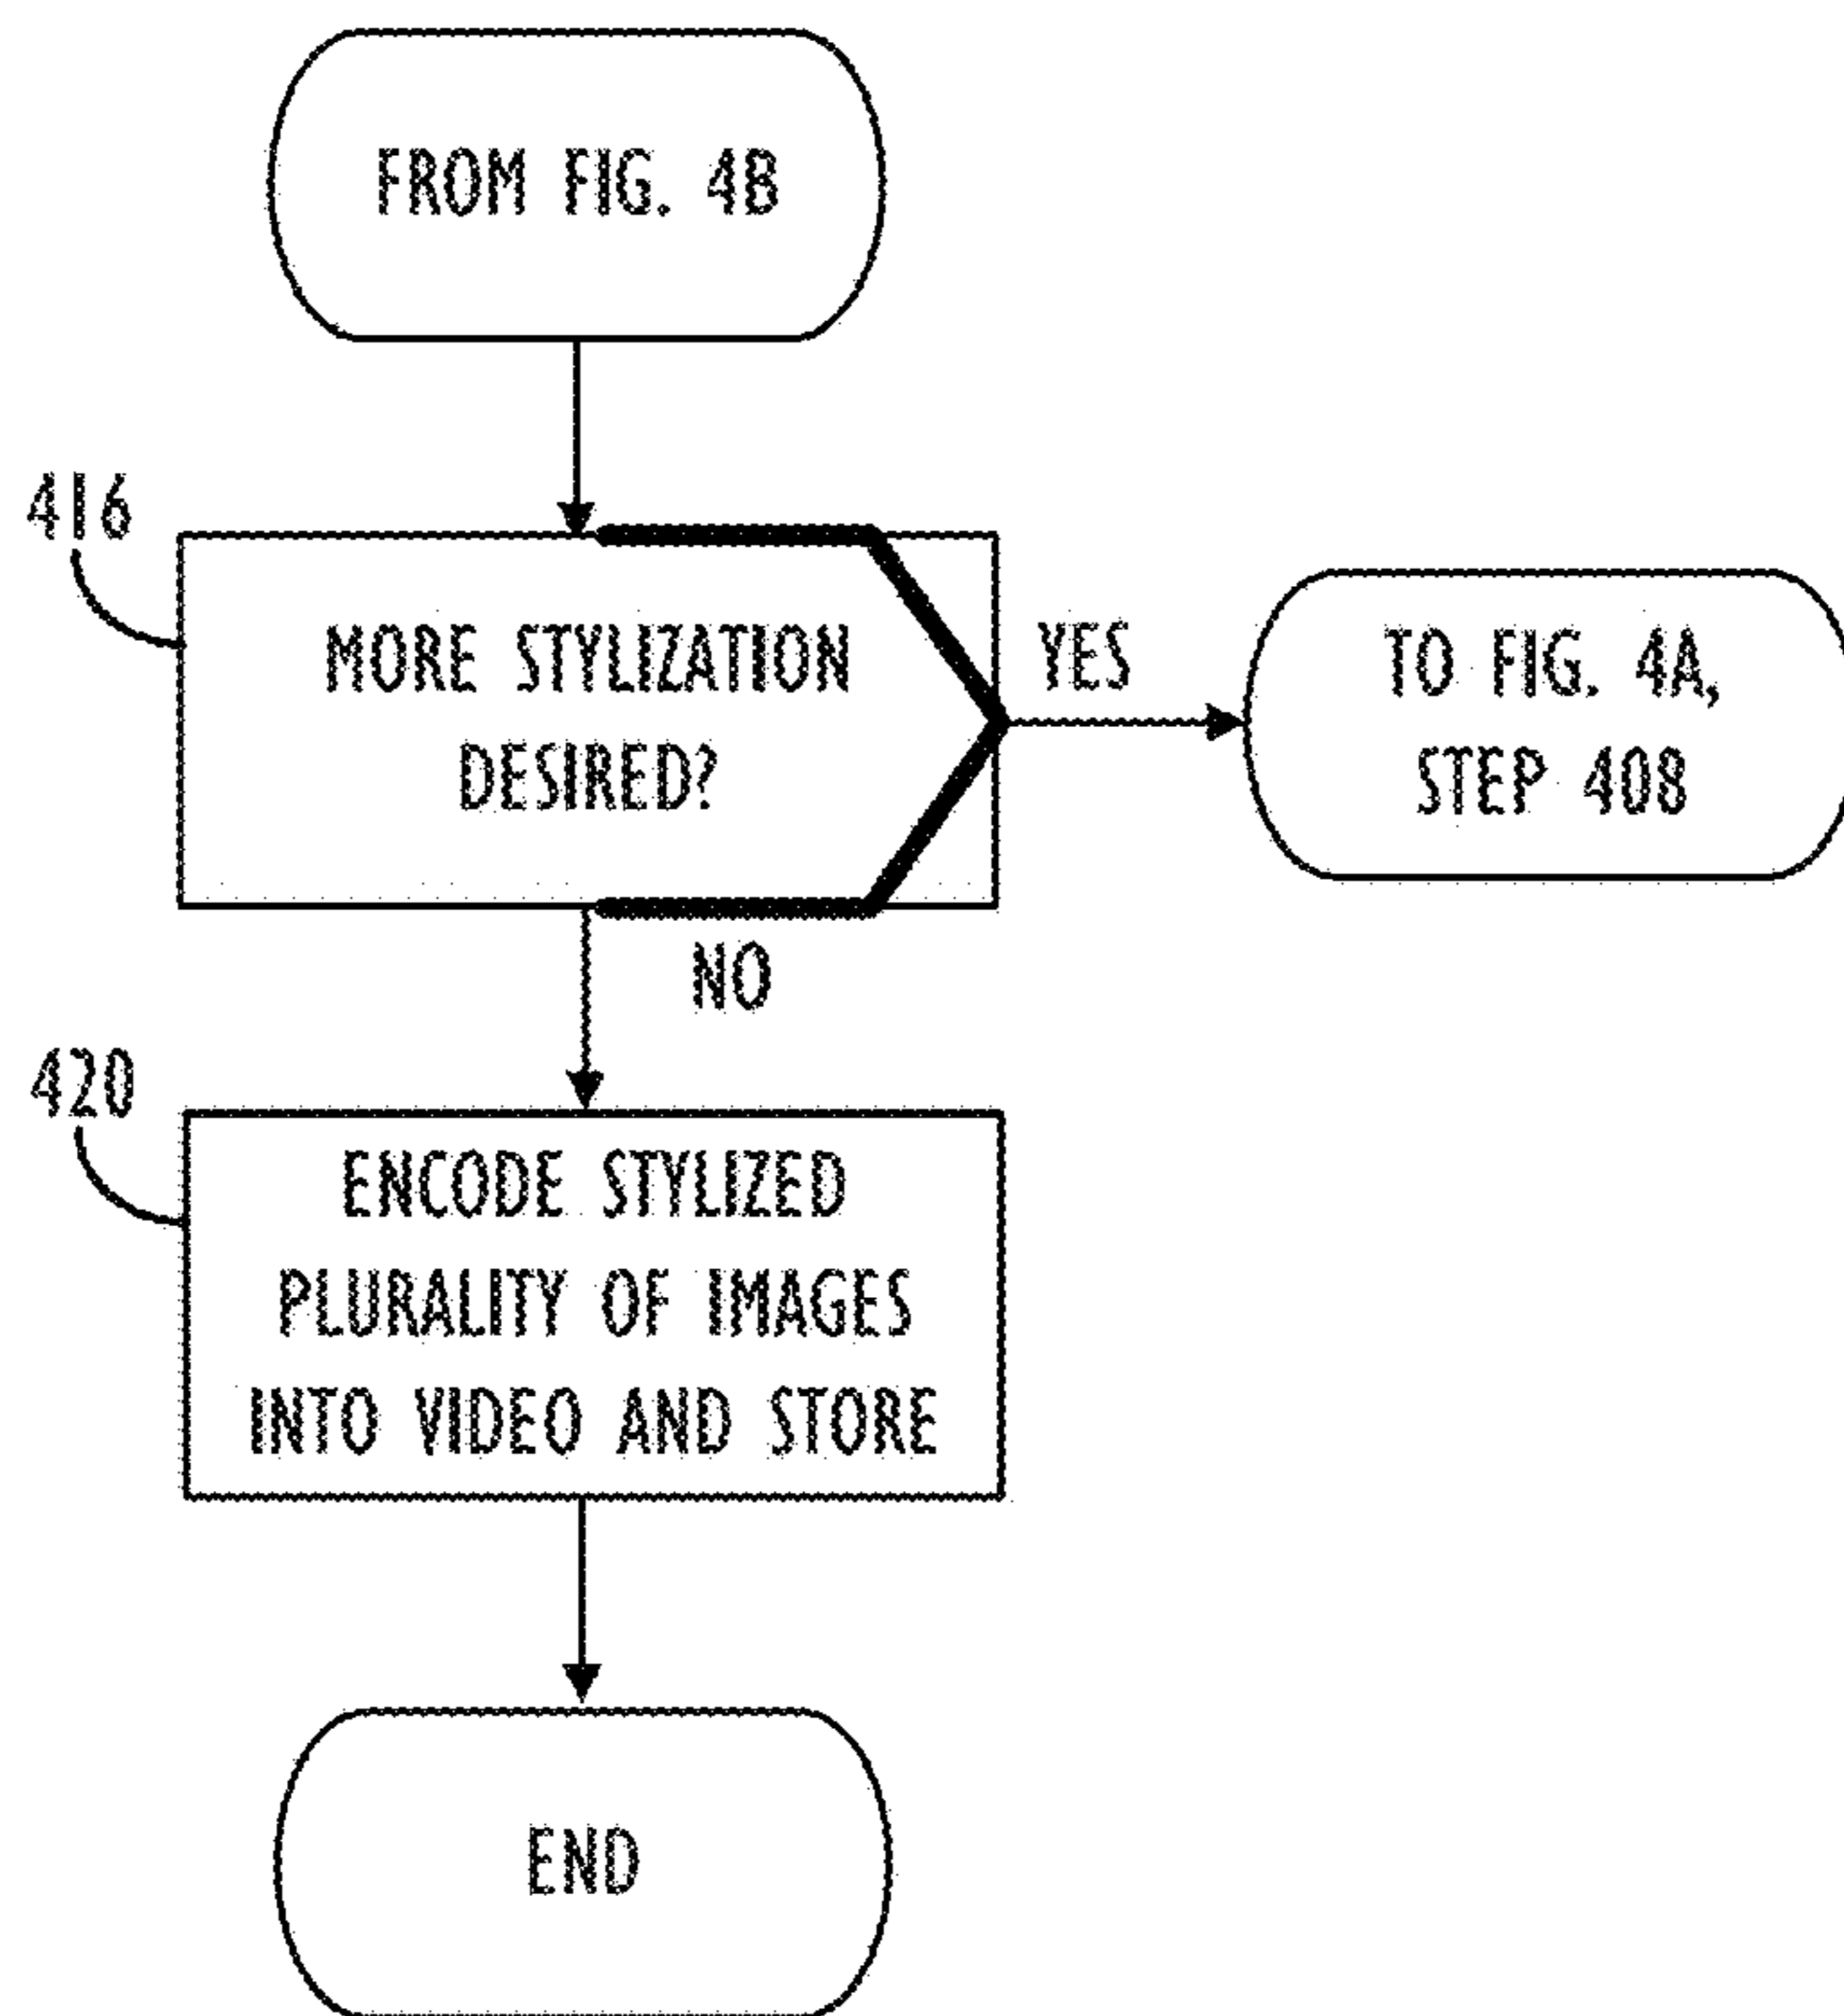 FROM FIG. 4B
416
MORE STYLIZATION
DESIRED?
YES
TO FIG. 4A,
STEP 408
NO
420
ENCODE STYLIZED
PLURALITY OF IMAGES
INTO VIDEO AND STORE
END